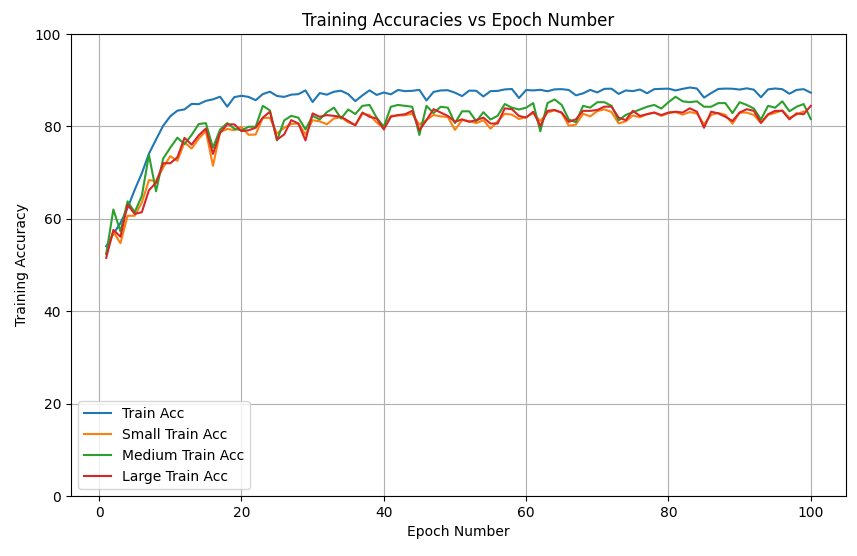 Training Accuracies vs Epoch Number
100
80
60
40
20
0
Training Accuracy
Train Acc
Small Train Acc
Medium Train Acc
Large Train Acc
0 20 40 60 80 100
Epoch Number